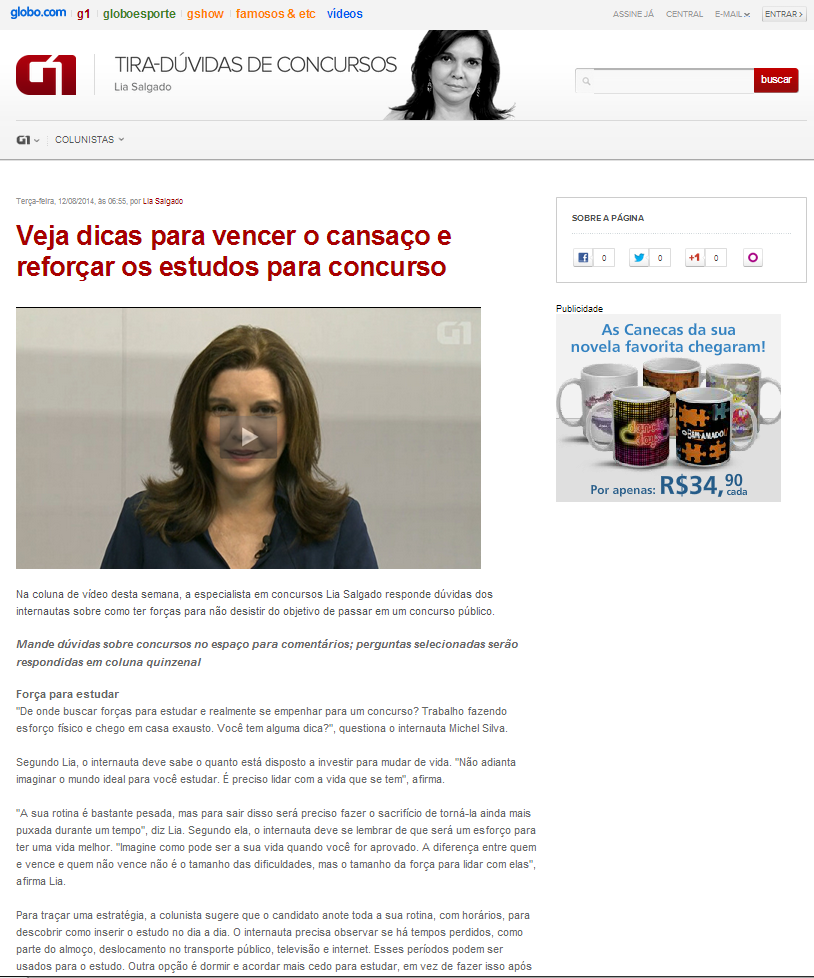 globo.com g1 globoesporte gshow famosos & etc vídeos ASSINE JÁ CENTRAL E-MAIL ENTRAR ›
G1 TIRA-DÚVIDAS DE CONCURSOS
Lia Salgado
buscar
G1 COLUNISTAS
Terça-feira, 12/08/2014, às 06:55, por Lia Salgado
Veja dicas para vencer o cansaço e
reforçar os estudos para concurso
G1
Na coluna de vídeo desta semana, a especialista em concursos Lia Salgado responde dúvidas dos
internautas sobre como ter forças para não desistir do objetivo de passar em um concurso público.
Mande dúvidas sobre concursos no espaço para comentários; perguntas selecionadas serão
respondidas em coluna quinzenal
Força para estudar
"De onde buscar forças para estudar e realmente se empenhar para um concurso? Trabalho fazendo
esforço físico e chego em casa exausto. Você tem alguma dica?", questiona o internauta Michel Silva.
Segundo Lia, o internauta deve sabe o quanto está disposto a investir para mudar de vida. "Não adianta
imaginar o mundo ideal para você estudar. É preciso lidar com a vida que se tem", afirma.
"A sua rotina é bastante pesada, mas para sair disso será preciso fazer o sacrifício de torná-la ainda mais
puxada durante um tempo", diz Lia. Segundo ela, o internauta deve se lembrar de que será um esforço para
ter uma vida melhor. "Imagine como pode ser a sua vida quando você for aprovado. A diferença entre quem
e vence e quem não vence não é o tamanho das dificuldades, mas o tamanho da força para lidar com elas",
afirma Lia.
Para traçar uma estratégia, a colunista sugere que o candidato anote toda a sua rotina, com horários, para
descobrir como inserir o estudo no dia a dia. O internauta precisa observar se há tempos perdidos, como
parte do almoço, deslocamento no transporte público, televisão e internet. Esses períodos podem ser
usados para o estudo. Outra opção é dormir e acordar mais cedo para estudar, em vez de fazer isso após
SOBRE A PÁGINA
0 0 +1 0
Publicidade
As Canecas da sua
novela favorita chegaram!
dancin' days O BEM AMADO
Por apenas: R$34,90 cada